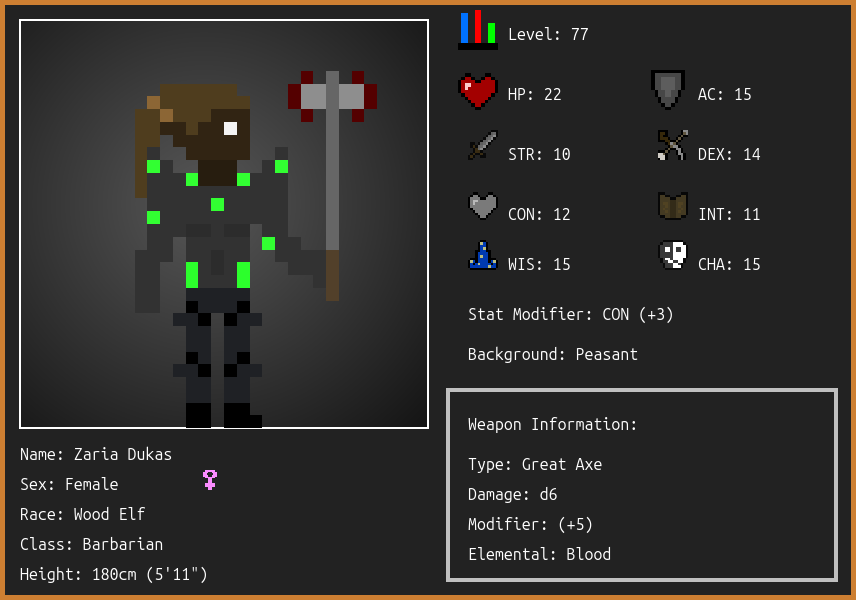 Level: 77
HP: 22
AC: 15
STR: 10
DEX: 14
CON: 12
INT: 11
WIS: 15
CHA: 15
Stat Modifier: CON (+3)
Background: Peasant
Weapon Information:
Type: Great Axe
Damage: d6
Modifier: (+5)
Elemental: Blood
Name: Zaria Dukas
Sex: Female
Race: Wood Elf
Class: Barbarian
Height: 180cm (5'11")